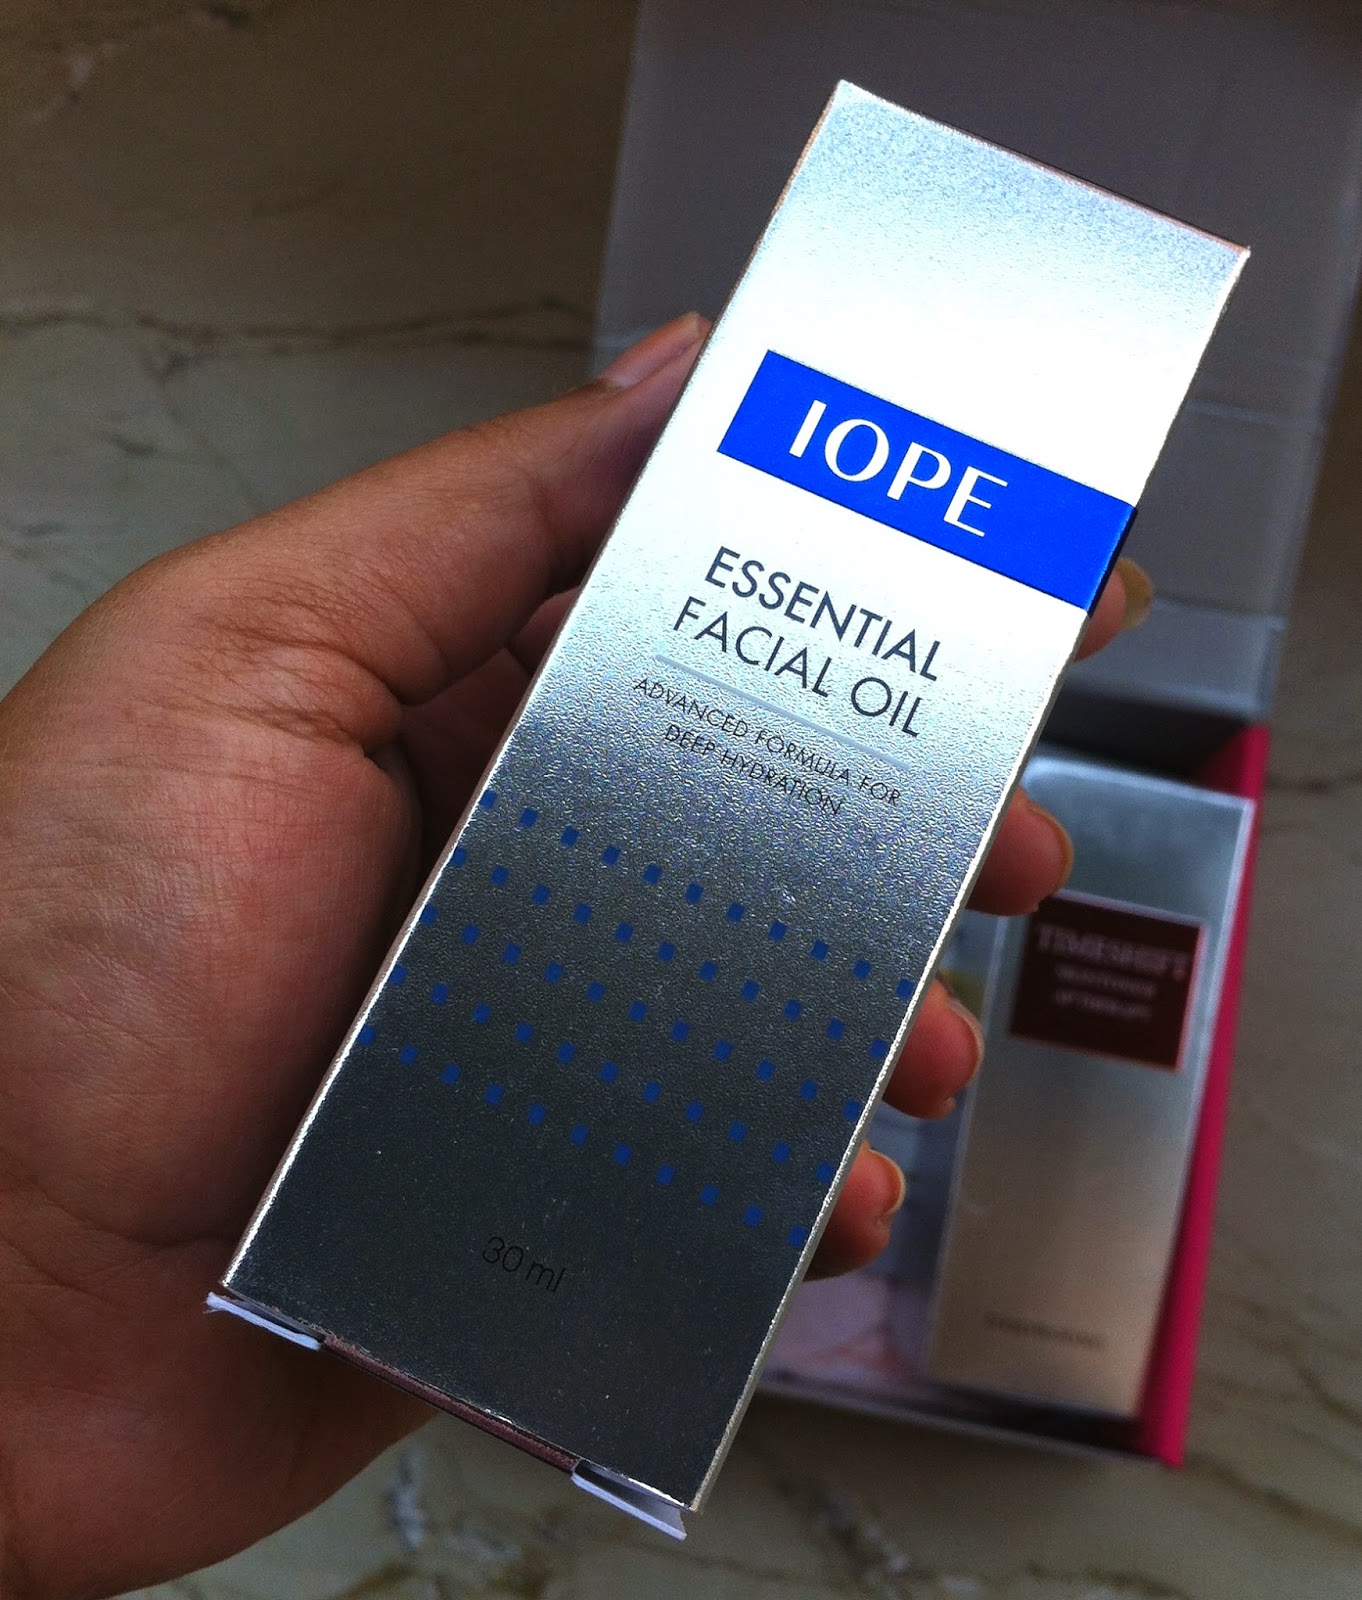 IOPE
ESSENTIAL
FACIAL OIL
ADVANCED FORMULA FOR
DEEP HYDRATION
30 ml
TIMESHIFT